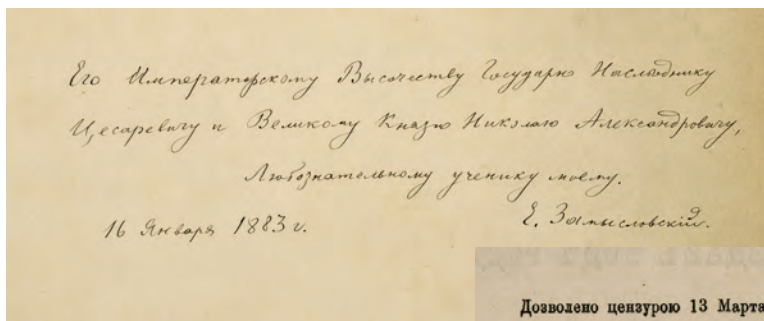 Его Императорскому Высочеству Государю Наслѣднику
Цесаревичу и Великому Князю Николаю Александровичу,
Любознательному ученику моему.
16 Января 1883 г.
Е. Замысловскій.
Дозволено цензурою 13 Марта